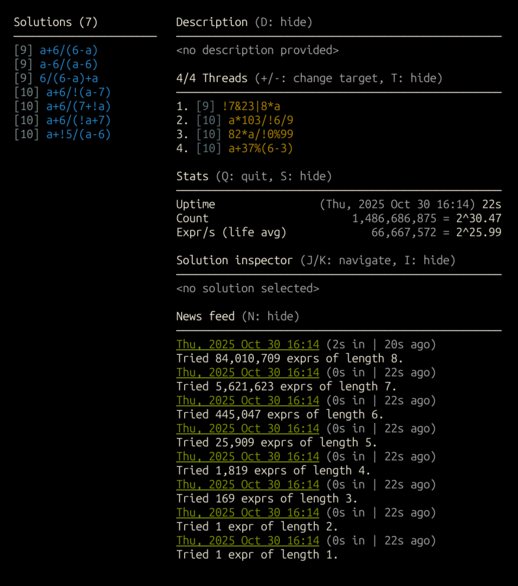 Solutions (7)
[9] a+6/(6-a)
[9] a-6/(a-6)
[9] 6/(6-a)+a
[10] a+6/!(a-7)
[10] a+6/(7+!a)
[10] a+6/(!a+7)
[10] a+!5/(a-6)
Description (D: hide)
<no description provided>
4/4 Threads (+/-: change target, T: hide)
1. [9] !7&23|8*a
2. [10] a*103/!6/9
3. [10] 82*a/!0%99
4. [10] a+37%(6-3)
Stats (Q: quit, S: hide)
Uptime (Thu, 2025 Oct 30 16:14) 22s
Count 1,486,686,875 = 2^30.47
Expr/s (life avg) 66,667,572 = 2^25.99
Solution inspector (J/K: navigate, I: hide)
<no solution selected>
News feed (N: hide)
Thu, 2025 Oct 30 16:14 (2s in | 20s ago)
Tried 84,010,709 exprs of length 8.
Thu, 2025 Oct 30 16:14 (0s in | 22s ago)
Tried 5,621,623 exprs of length 7.
Thu, 2025 Oct 30 16:14 (0s in | 22s ago)
Tried 445,047 exprs of length 6.
Thu, 2025 Oct 30 16:14 (0s in | 22s ago)
Tried 25,909 exprs of length 5.
Thu, 2025 Oct 30 16:14 (0s in | 22s ago)
Tried 1,819 exprs of length 4.
Thu, 2025 Oct 30 16:14 (0s in | 22s ago)
Tried 169 exprs of length 3.
Thu, 2025 Oct 30 16:14 (0s in | 22s ago)
Tried 1 expr of length 2.
Thu, 2025 Oct 30 16:14 (0s in | 22s ago)
Tried 1 expr of length 1.